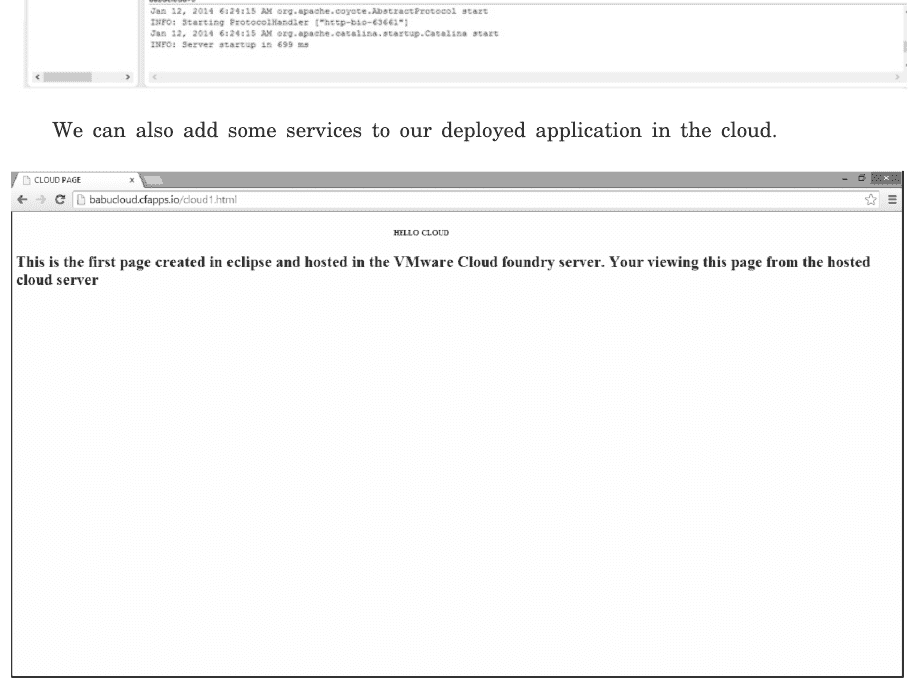 Jan 12, 2014 6:24:15 AM org.apache.coyote.AbstractProtocol start
INFO: Starting ProtocolHandler ["http-bio-63661"]
Jan 12, 2014 6:24:15 AM org.apache.catalina.startup.Catalina start
INFO: Server startup in 699 ms
We can also add some services to our deployed application in the cloud.
CLOUD PAGE
babucloud.cfapps.io/cloud1.html
HELLO CLOUD
This is the first page created in eclipse and hosted in the VMware Cloud foundry server. Your viewing this page from the hosted
cloud server